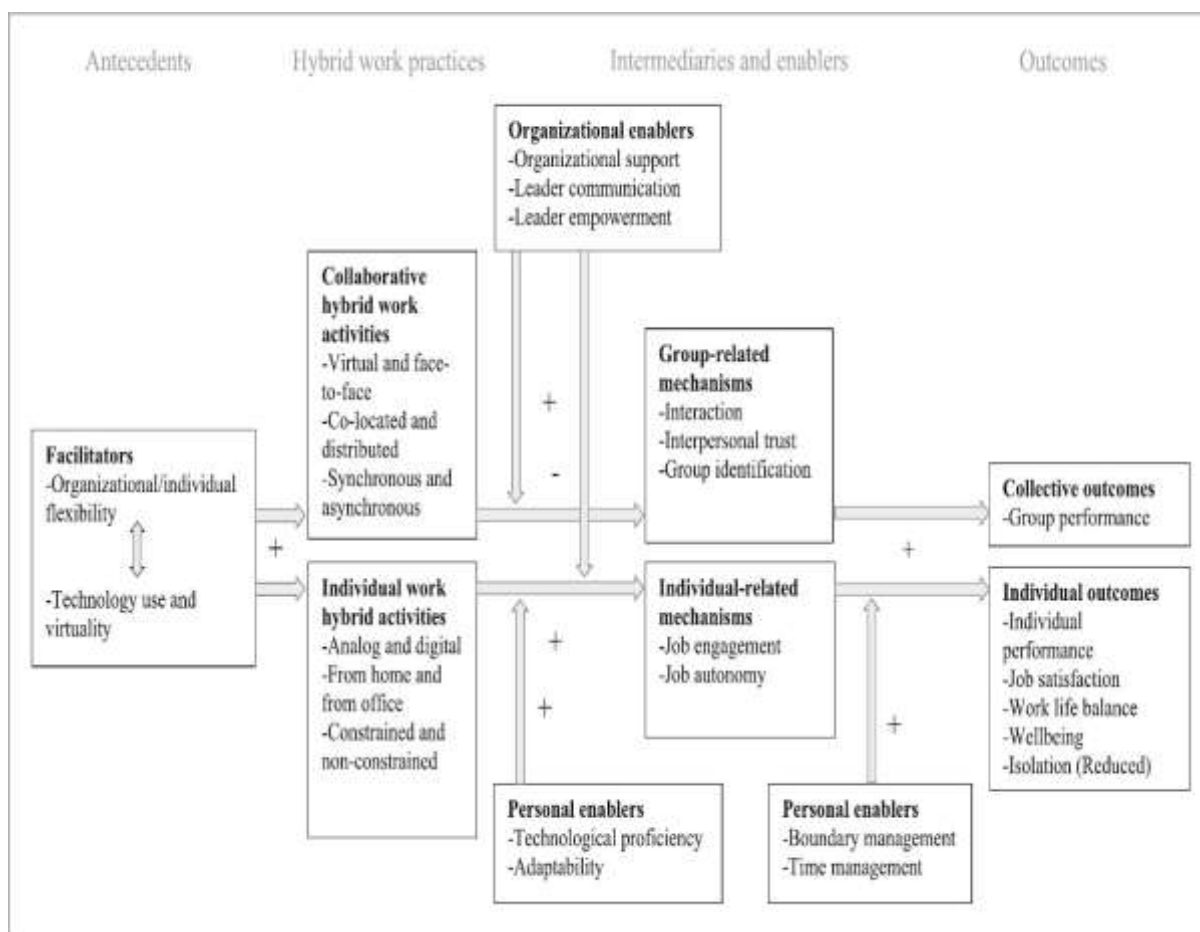 Antecedents
Hybrid work practices
Intermediaries and enablers
Outcomes
Organizational enablers
-Organizational support
-Leader communication
-Leader empowerment
Collaborative
hybrid work
activities
-Virtual and face-
to-face
-Co-located and
distributed
-Synchronous and
asynchronous
+
-
Group-related
mechanisms
-Interaction
-Interpersonal trust
-Group identification
Facilitators
-Organizational/individual
flexibility
-Technology use and
virtuality
+
Collective outcomes
-Group performance
+
Individual work
hybrid activities
-Analog and digital
-From home and
from office
-Constrained and
non-constrained
+
+
Individual-related
mechanisms
-Job engagement
-Job autonomy
+
Individual outcomes
-Individual
performance
-Job satisfaction
-Work life balance
-Wellbeing
-Isolation (Reduced)
Personal enablers
-Technological proficiency
-Adaptability
Personal enablers
-Boundary management
-Time management